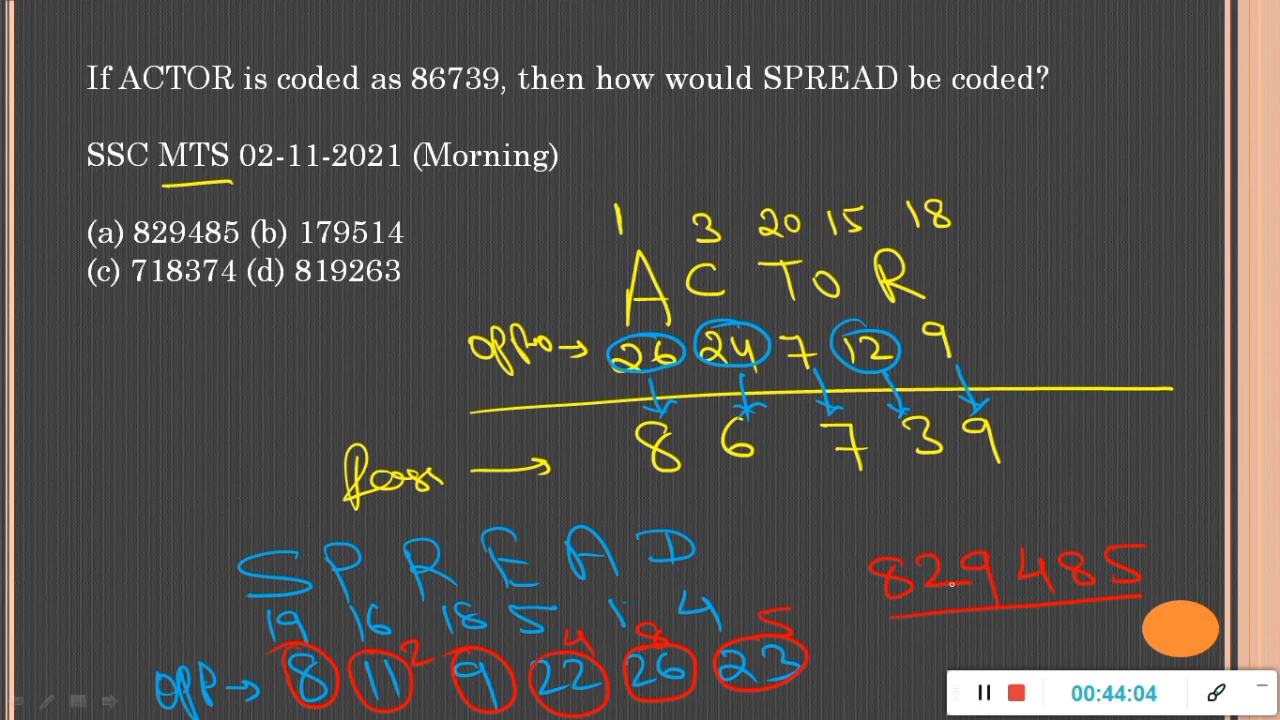 If ACTOR is coded as 86739, then how would SPREAD be coded?
SSC MTS 02-11-2021 (Morning)
(a) 829485 (b) 179514
(c) 718374 (d) 819263
1 3 20 15 18
A C T O R
oppo → 26 24 7 12 9
→ 8 6 7 3 9
S P R E A D
829485
19 16 18 5 1 4
2 4 8 5
opp → 8 11 9 22 26 23
00:44:04